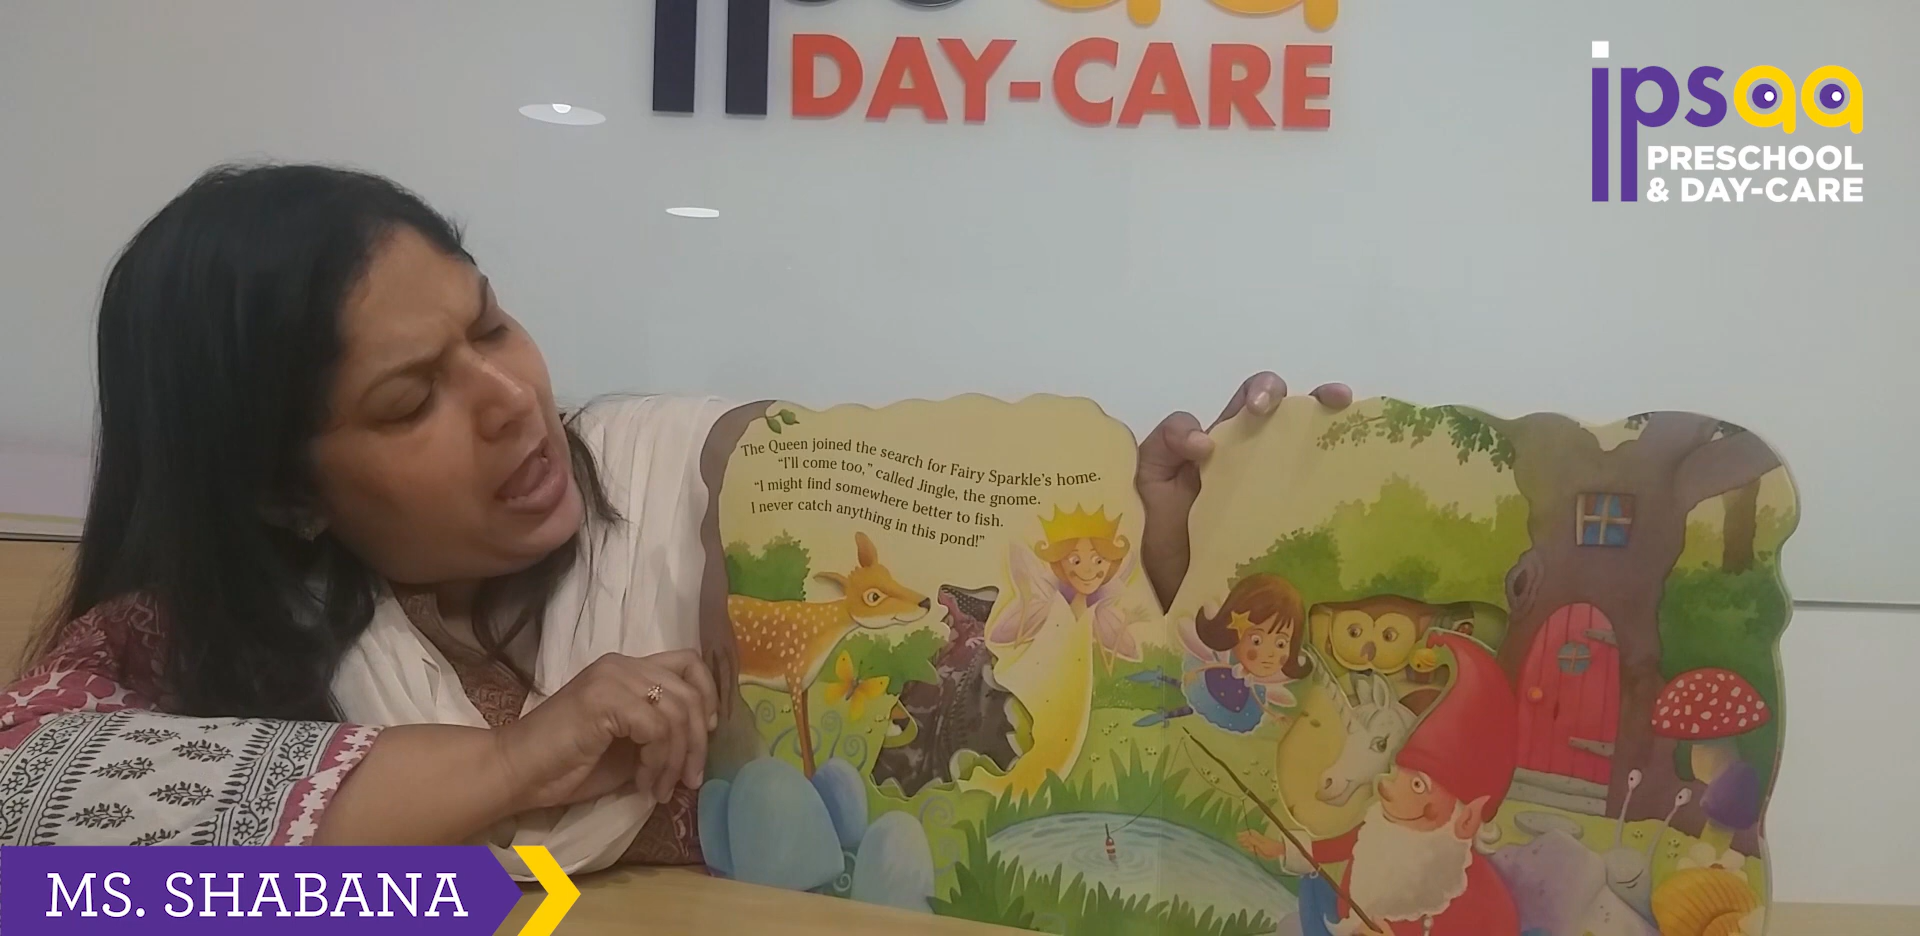 ipsaa
DAY-CARE
ipsaa
PRESCHOOL
& DAY-CARE
The Queen joined the search for Fairy Sparkle's home.
"I'll come too," called Jingle, the gnome.
"I might find somewhere better to fish.
I never catch anything in this pond!"
MS. SHABANA